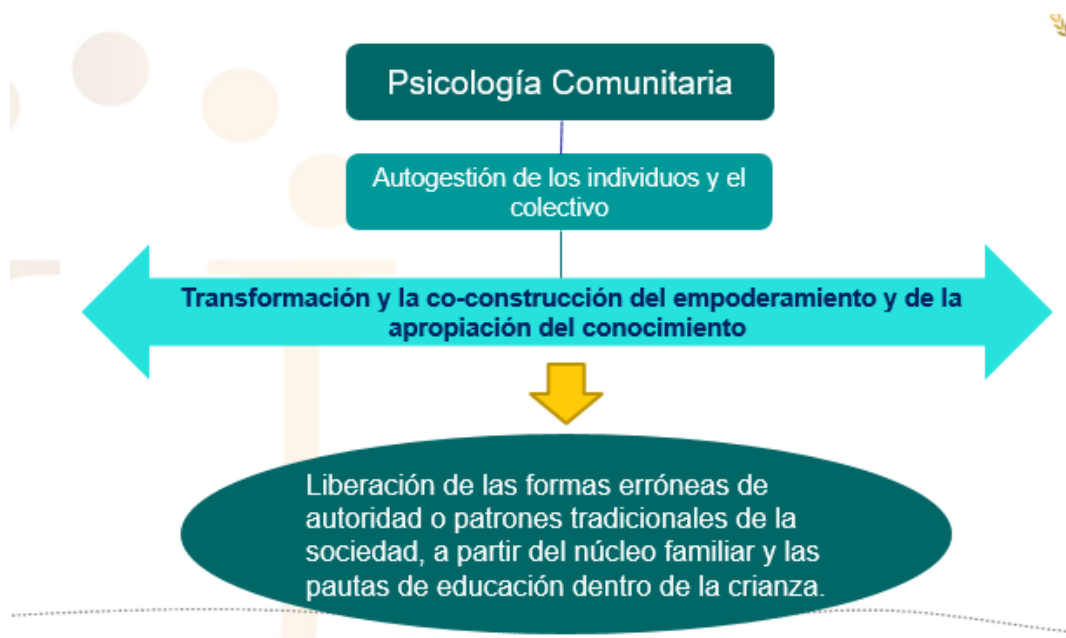 Psicología Comunitaria
Autogestión de los individuos y el
colectivo
Transformación y la co-construcción del empoderamiento y de la
apropiación del conocimiento
Liberación de las formas erróneas de
autoridad o patrones tradicionales de la
sociedad, a partir del núcleo familiar y las
pautas de educación dentro de la crianza.